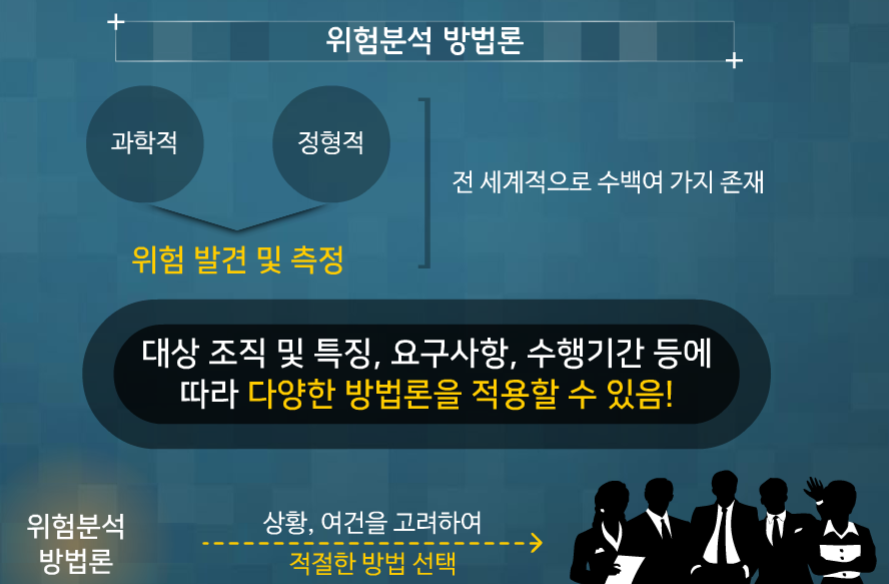 위험분석 방법론
과학적
정형적
전 세계적으로 수백여 가지 존재
위험 발견 및 측정
대상 조직 및 특징, 요구사항, 수행기간 등에
따라 다양한 방법론을 적용할 수 있음!
위험분석
방법론
상황, 여건을 고려하여
적절한 방법 선택